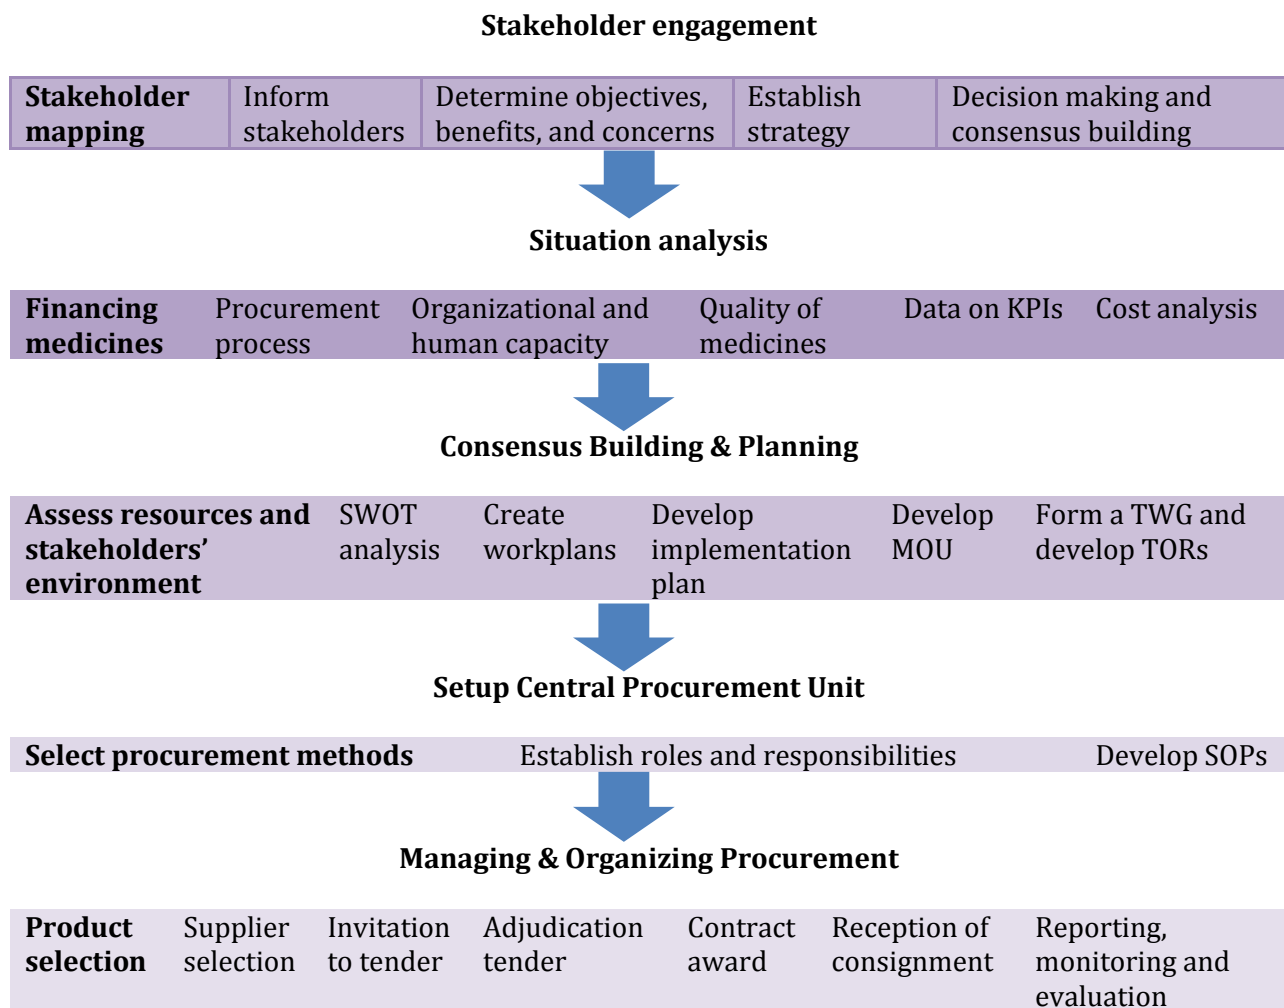 Stakeholder engagement
Stakeholder
mapping
Inform
stakeholders
Determine objectives,
benefits, and concerns
Establish
strategy
Decision making and
consensus building
Situation analysis
Financing
medicines
Procurement
process
Organizational and
human capacity
Quality of
medicines
Data on KPIs
Cost analysis
Consensus Building & Planning
Assess resources and
stakeholders’
environment
SWOT
analysis
Create
workplans
Develop
implementation
plan
Develop
MOU
Form a TWG and
develop TORs
Setup Central Procurement Unit
Select procurement methods
Establish roles and responsibilities
Develop SOPs
Managing & Organizing Procurement
Product
selection
Supplier
selection
Invitation
to tender
Adjudication
tender
Contract
award
Reception of
consignment
Reporting,
monitoring and
evaluation